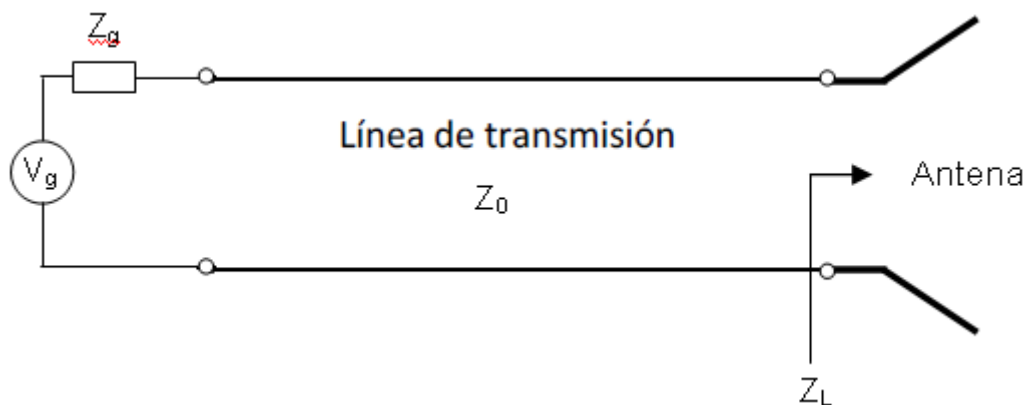 Zg
Línea de transmisión
Vg
Antena
Z0
ZL